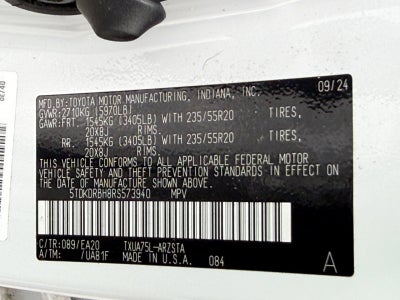 MFD. BY:TOYOTA MOTOR MANUFACTURING, INDIANA, INC. 09/24
GVWR:2710KG (5970LB)
GAWR:FRT. 1545KG (3405LB) WITH 235/55R20 TIRES,
20X8J RIMS,
RR. 1545KG (3405LB) WITH 235/55R20 TIRES,
20X8J RIMS.
THIS VEHICLE CONFORMS TO ALL APPLICABLE FEDERAL MOTOR
VEHICLE SAFETY AND THEFT PREVENTION STANDARDS IN EFFECT
ON THE DATE OF MANUFACTURE SHOWN ABOVE.
5TDKDRBH8RS573940 MPV
C/TR:089/EA20 TXUA75L-ARZSTA
A/TM: /UA81F MADE IN U.S.A. 084 A